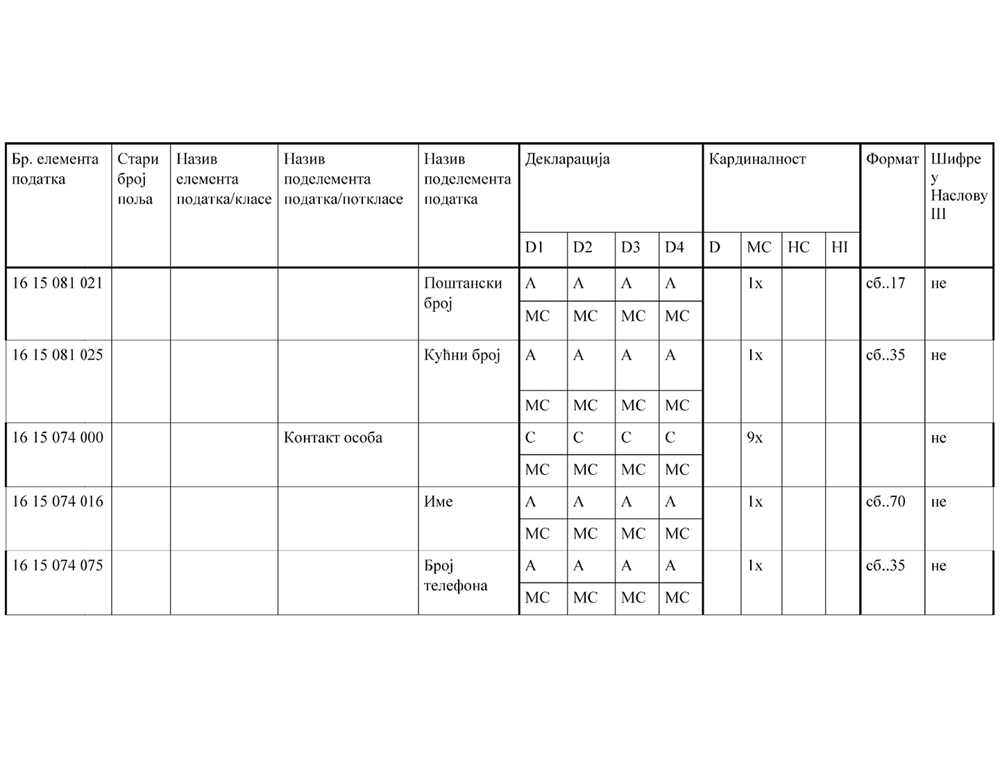 Бр. елемента податка Стари број поља Назив елемента податка/класе Назив поделемента податка/поткласе Назив поделемента податка Декларација Кардиналност Формат Шифре у Наслову III
D1 D2 D3 D4 D MC HC HI
16 15 081 021 Поштански број A A A A 1x сб..17 не
MC MC MC MC
16 15 081 025 Кућни број A A A A 1x сб..35 не
MC MC MC MC
16 15 074 000 Контакт особа C C C C 9x не
MC MC MC MC
16 15 074 016 Име A A A A 1x сб..70 не
MC MC MC MC
16 15 074 075 Број телефона A A A A 1x сб..35 не
MC MC MC MC